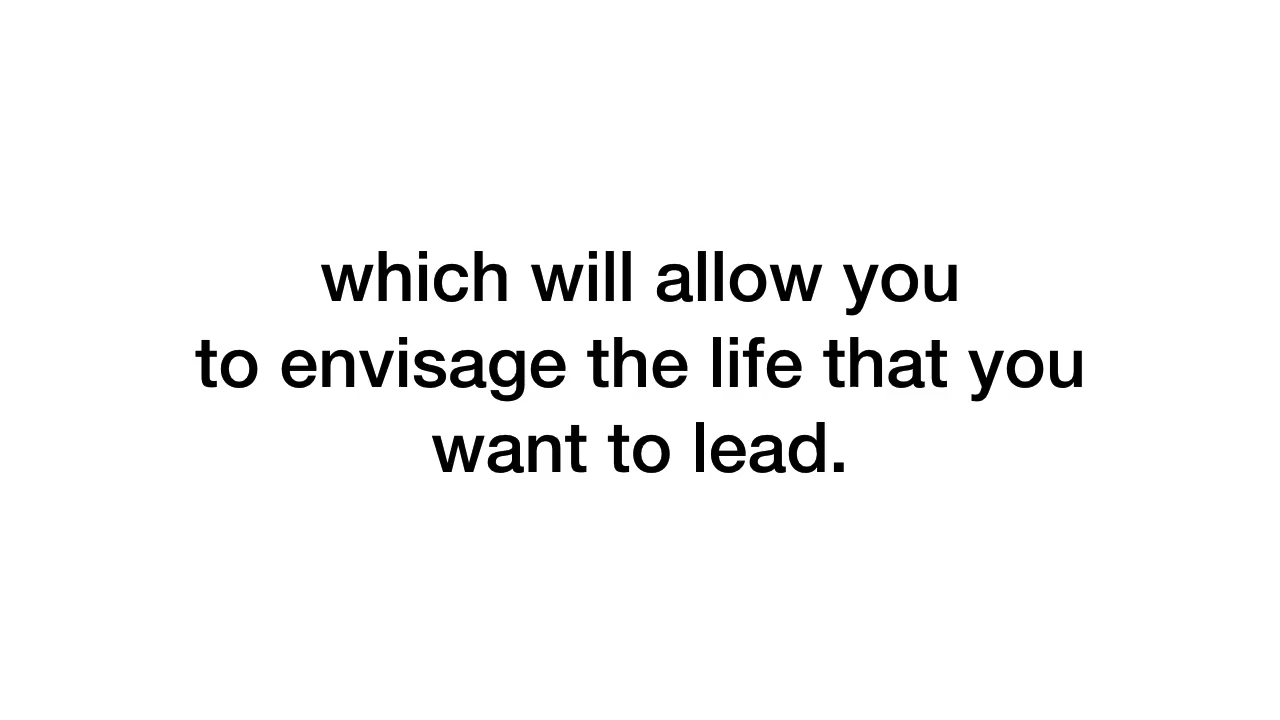 which will allow you
to envisage the life that you
want to lead.